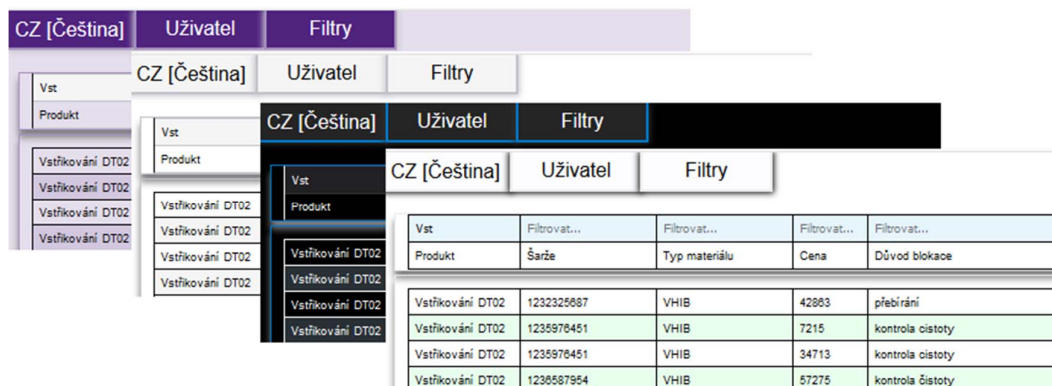 CZ [Čeština] Uživatel Filtry
Vst
Produkt
Vstřikování DT02
Vstřikování DT02
Vstřikování DT02
Vstřikování DT02
CZ [Čeština] Uživatel Filtry
Vst
Produkt
Vstřikování DT02
Vstřikování DT02
Vstřikování DT02
Vstřikování DT02
CZ [Čeština] Uživatel Filtry
Vst
Produkt
Vstřikování DT02
Vstřikování DT02
Vstřikování DT02
Vstřikování DT02
CZ [Čeština] Uživatel Filtry
Vst Filtrovat... Filtrovat... Filtrovat... Filtrovat...
Produkt Šarže Typ materiálu Cena Důvod blokace
Vstřikování DT02 1232325687 VHIB 42863 přebírání
Vstřikování DT02 1235976451 VHIB 7215 kontrola cistoty
Vstřikování DT02 1235976451 VHIB 34713 kontrola cistoty
Vstřikování DT02 1236587954 VHIB 57275 kontrola čistoty